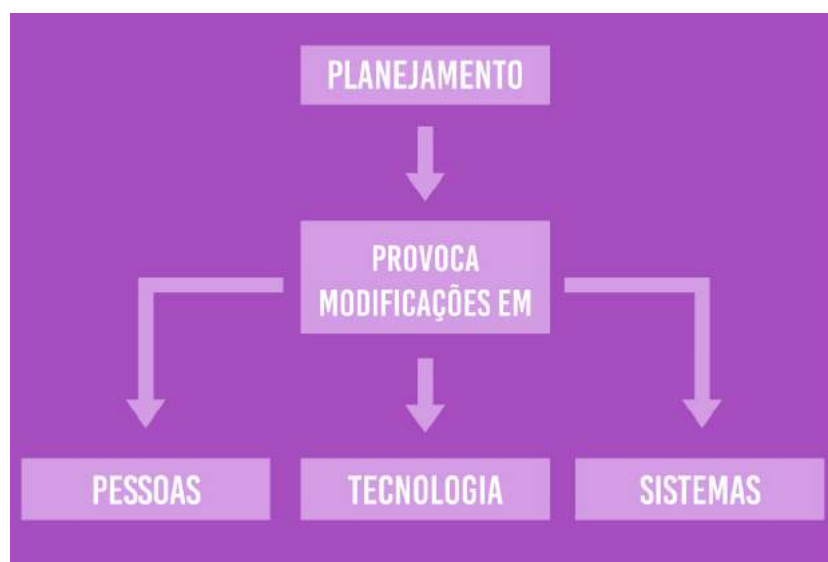 PLANEJAMENTO
PROVOCA
MODIFICAÇÕES EM
PESSOAS
TECNOLOGIA
SISTEMAS